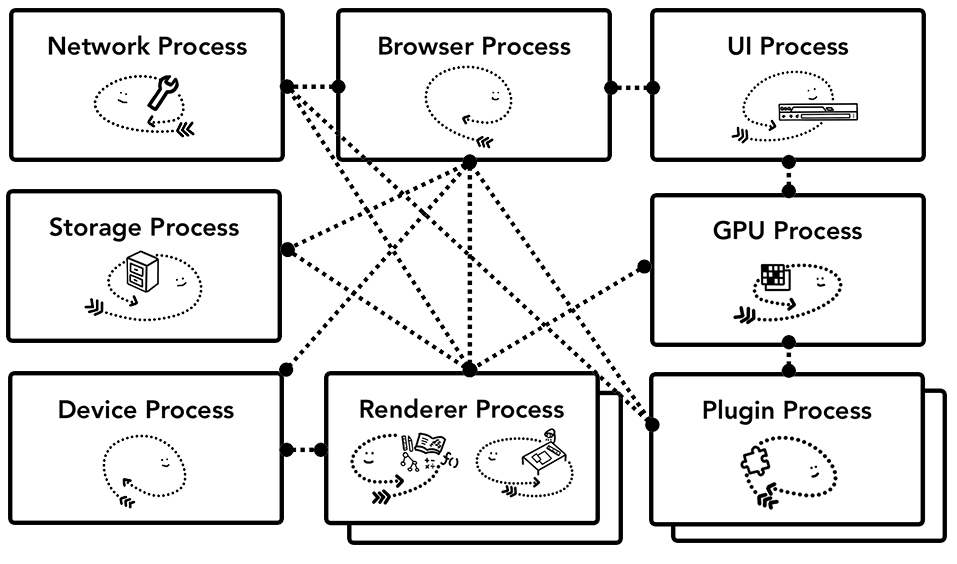 Network Process
Browser Process
UI Process
Storage Process
GPU Process
Device Process
Renderer Process
f()
Plugin Process